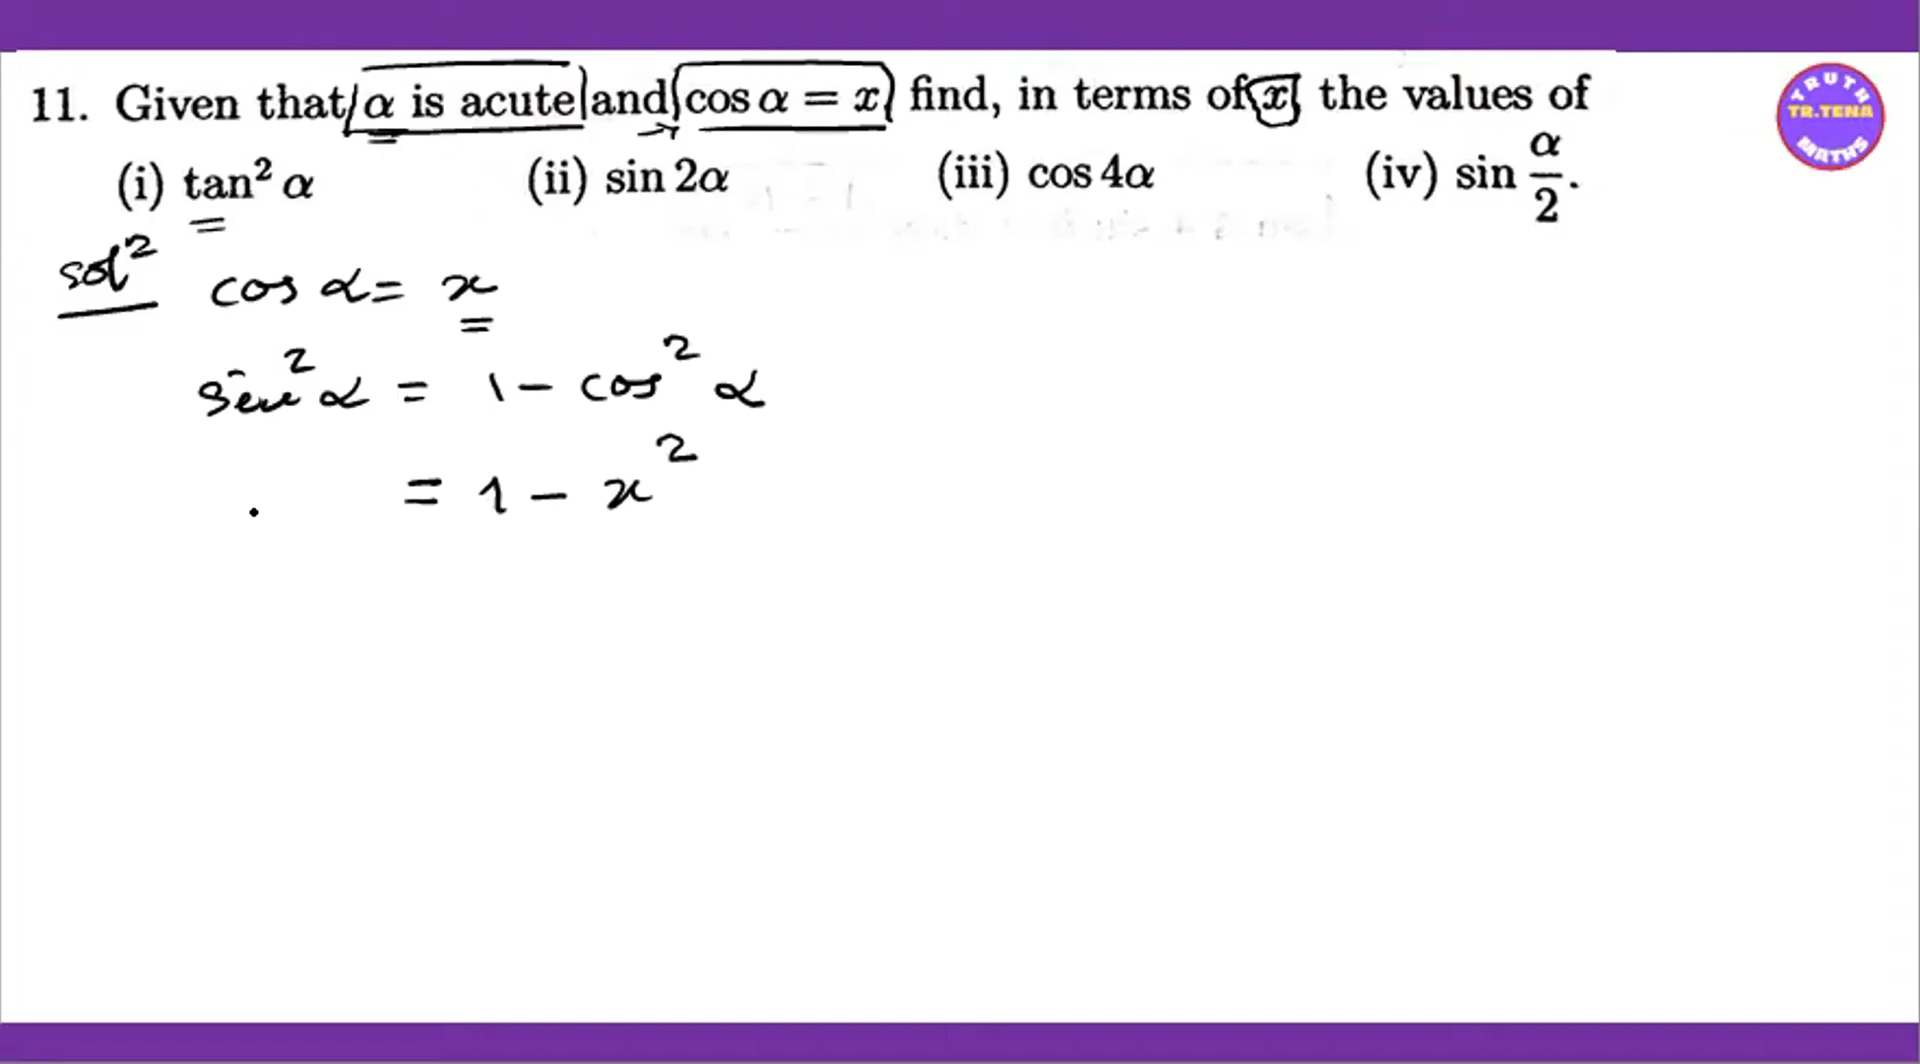 11. Given that α is acute and cos α = x find, in terms of x, the values of
TRUTH
TR.TENA
MATHS
(i) tan² α (ii) sin 2α (iii) cos 4α (iv) sin α/2.
sol²
cos α = x
sin² α = 1 - cos² α
= 1 - x²